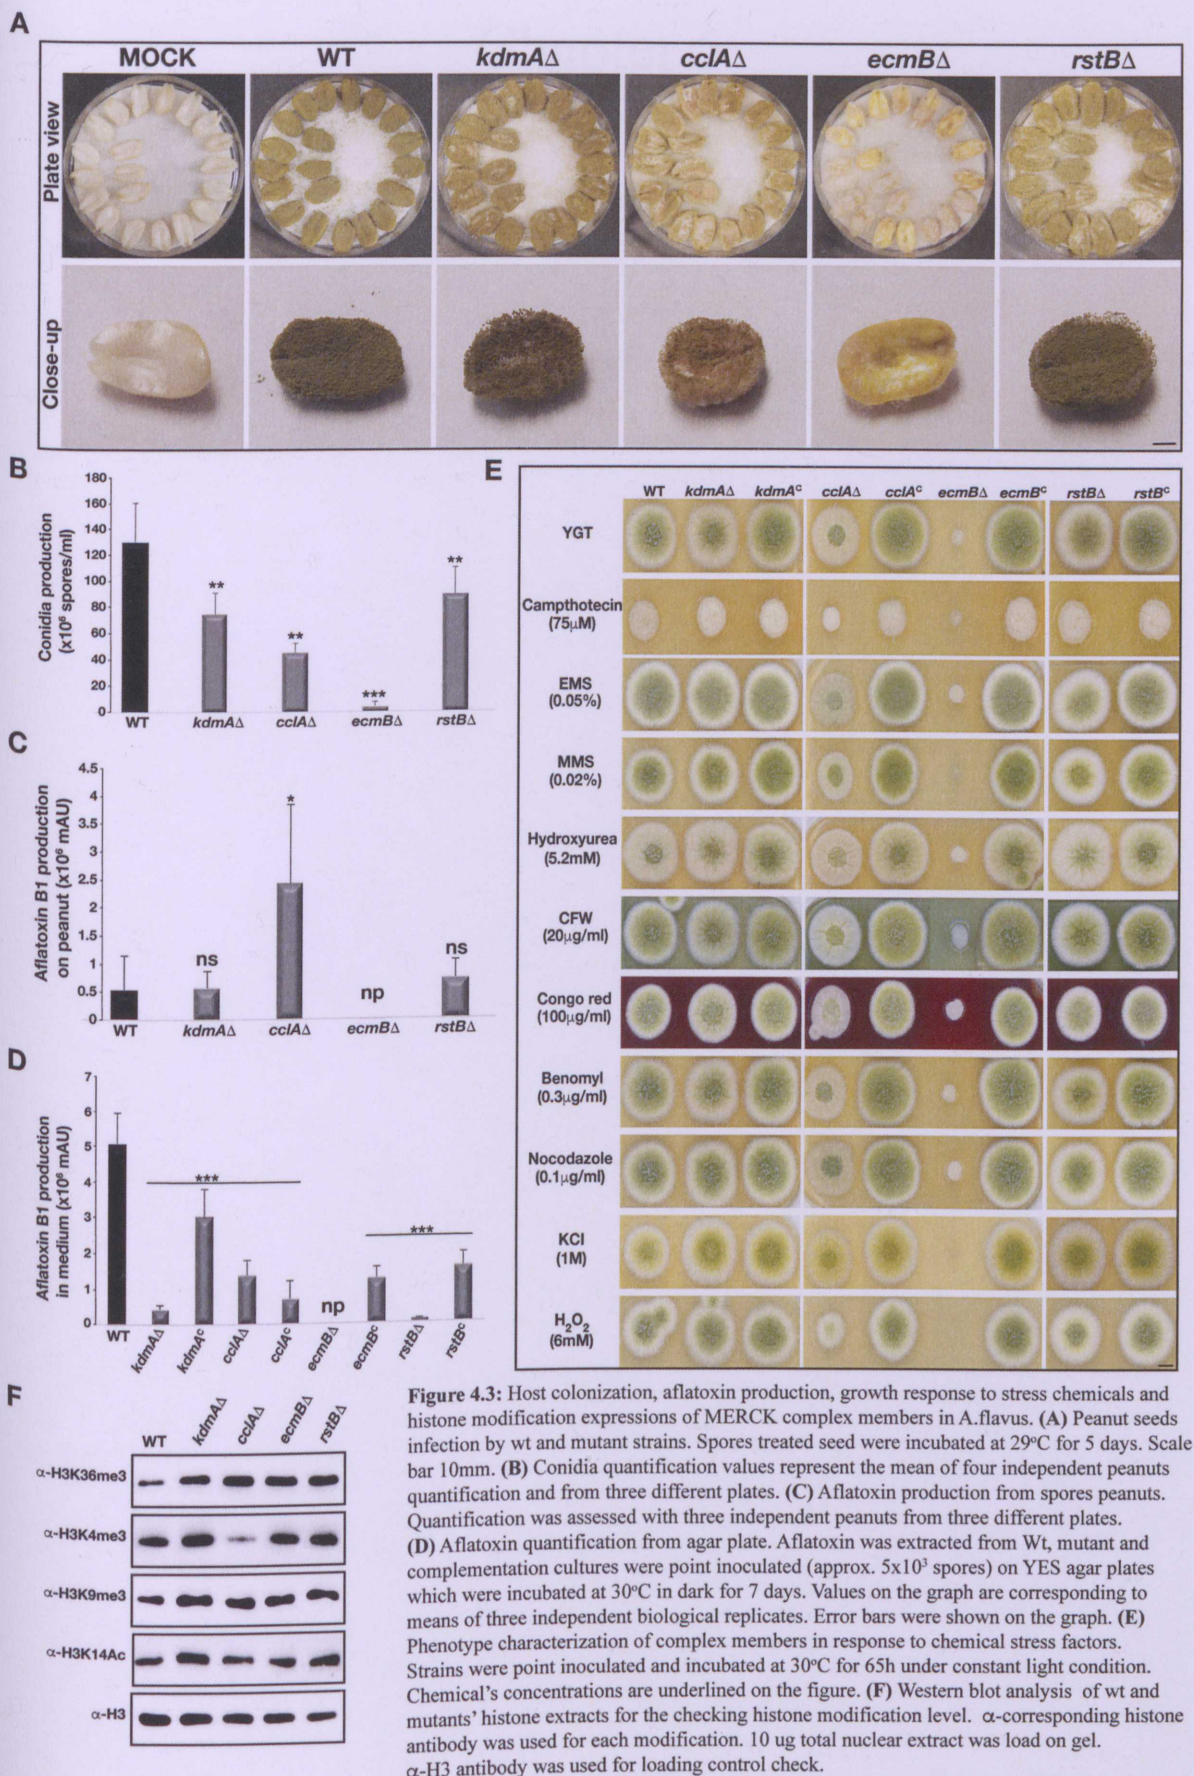 A
MOCK WT kdmAΔ cclAΔ ecmBΔ rstBΔ
Plate view
Close-up
B
Conidia production
(x10⁶ spores/ml)
180
160
140
120
100
80
60
40
20
0
** ** *** **
WT kdmAΔ cclAΔ ecmBΔ rstBΔ
C
Aflatoxin B1 production
on peanut (x10⁶ mAU)
4.5
4
3.5
3
2.5
2
1.5
1
0.5
0
ns * np ns
WT kdmAΔ cclAΔ ecmBΔ rstBΔ
D
Aflatoxin B1 production
in medium (x10⁶ mAU)
7
6
5
4
3
2
1
0
*** np ***
WT kdmAΔ kdmAᶜ cclAΔ cclAᶜ ecmBΔ ecmBᶜ rstBΔ rstBᶜ
E
WT kdmAΔ kdmAᶜ cclAΔ cclAᶜ ecmBΔ ecmBᶜ rstBΔ rstBᶜ
YGT
Campthotecin
(75μM)
EMS
(0.05%)
MMS
(0.02%)
Hydroxyurea
(5.2mM)
CFW
(20μg/ml)
Congo red
(100μg/ml)
Benomyl
(0.3μg/ml)
Nocodazole
(0.1μg/ml)
KCl
(1M)
H₂O₂
(6mM)
F
WT kdmAΔ cclAΔ ecmBΔ rstBΔ
α-H3K36me3
α-H3K4me3
α-H3K9me3
α-H3K14Ac
α-H3
Figure 4.3: Host colonization, aflatoxin production, growth response to stress chemicals and
histone modification expressions of MERCK complex members in A.flavus. (A) Peanut seeds
infection by wt and mutant strains. Spores treated seed were incubated at 29ºC for 5 days. Scale
bar 10mm. (B) Conidia quantification values represent the mean of four independent peanuts
quantification and from three different plates. (C) Aflatoxin production from spores peanuts.
Quantification was assessed with three independent peanuts from three different plates.
(D) Aflatoxin quantification from agar plate. Aflatoxin was extracted from Wt, mutant and
complementation cultures were point inoculated (approx. 5x10³ spores) on YES agar plates
which were incubated at 30ºC in dark for 7 days. Values on the graph are corresponding to
means of three independent biological replicates. Error bars were shown on the graph. (E)
Phenotype characterization of complex members in response to chemical stress factors.
Strains were point inoculated and incubated at 30ºC for 65h under constant light condition.
Chemical's concentrations are underlined on the figure. (F) Western blot analysis of wt and
mutants' histone extracts for the checking histone modification level. α-corresponding histone
antibody was used for each modification. 10 ug total nuclear extract was load on gel.
α-H3 antibody was used for loading control check.